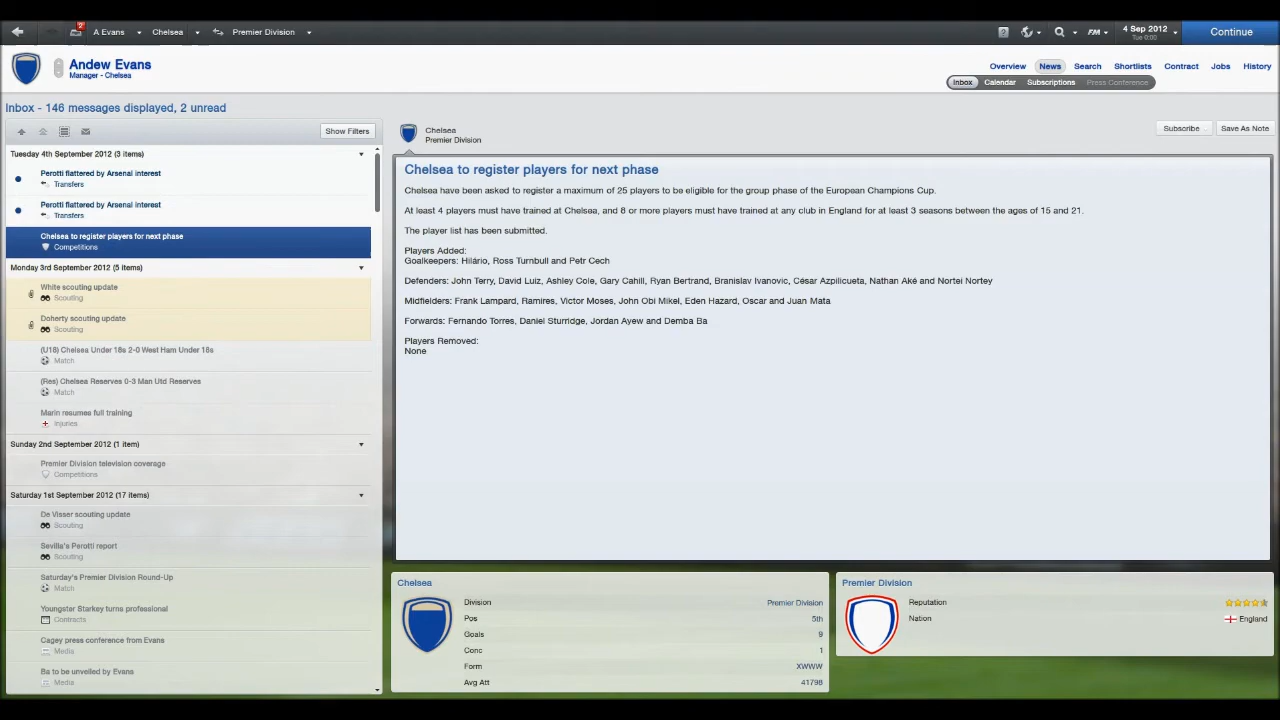 2
A Evans
Chelsea
Premier Division
FM
4 Sep 2012
Tue 0:00
Continue
Andew Evans
Manager - Chelsea
Overview
News
Search
Shortlists
Contract
Jobs
History
Inbox
Calendar
Subscriptions
Press Conference
Inbox - 146 messages displayed, 2 unread
Show Filters
Tuesday 4th September 2012 (3 items)
Perotti flattered by Arsenal interest
Transfers
Perotti flattered by Arsenal interest
Transfers
Chelsea to register players for next phase
Competitions
Monday 3rd September 2012 (5 items)
White scouting update
Scouting
Doherty scouting update
Scouting
(U18) Chelsea Under 18s 2-0 West Ham Under 18s
Match
(Res) Chelsea Reserves 0-3 Man Utd Reserves
Match
Marin resumes full training
Injuries
Sunday 2nd September 2012 (1 item)
Premier Division television coverage
Competitions
Saturday 1st September 2012 (17 items)
De Visser scouting update
Scouting
Sevilla's Perotti report
Scouting
Saturday's Premier Division Round-Up
Match
Youngster Starkey turns professional
Contracts
Cagey press conference from Evans
Media
Ba to be unveiled by Evans
Media
Chelsea
Premier Division
Subscribe
Save As Note
Chelsea to register players for next phase
Chelsea have been asked to register a maximum of 25 players to be eligible for the group phase of the European Champions Cup.
At least 4 players must have trained at Chelsea, and 8 or more players must have trained at any club in England for at least 3 seasons between the ages of 15 and 21.
The player list has been submitted.
Players Added:
Goalkeepers: Hilário, Ross Turnbull and Petr Cech
Defenders: John Terry, David Luiz, Ashley Cole, Gary Cahill, Ryan Bertrand, Branislav Ivanovic, César Azpilicueta, Nathan Aké and Nortei Nortey
Midfielders: Frank Lampard, Ramires, Victor Moses, John Obi Mikel, Eden Hazard, Oscar and Juan Mata
Forwards: Fernando Torres, Daniel Sturridge, Jordan Ayew and Demba Ba
Players Removed:
None
Chelsea
Division Premier Division
Pos 5th
Goals 9
Conc 1
Form XWWW
Avg Att 41798
Premier Division
Reputation
Nation England